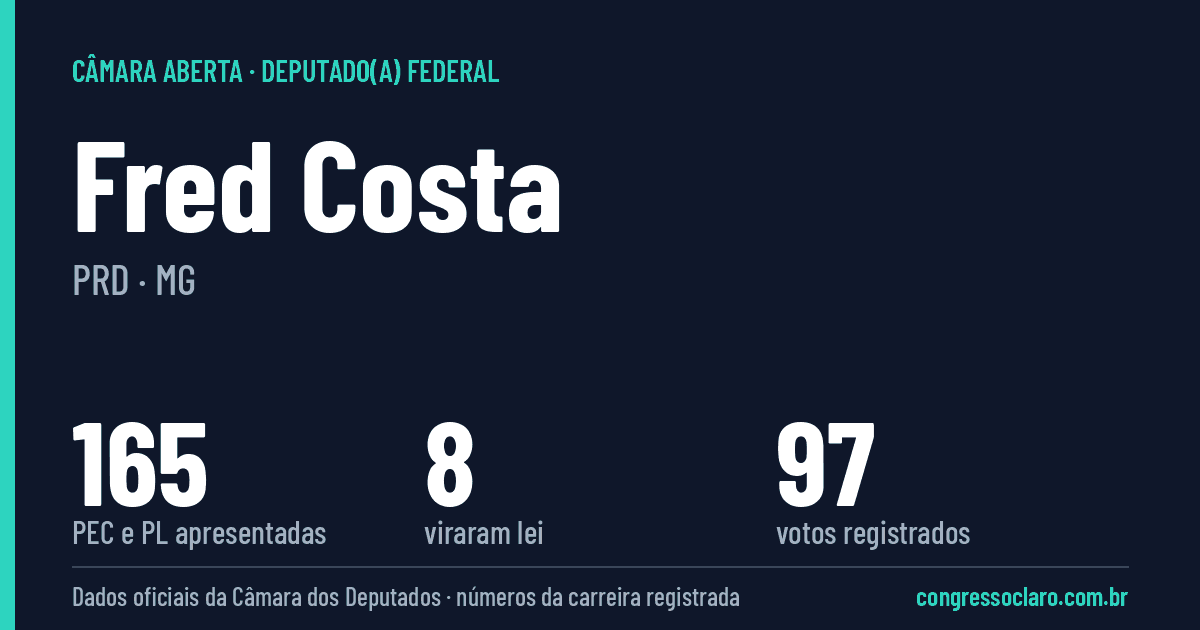 CÂMARA ABERTA · DEPUTADO(A) FEDERAL
Fred Costa
PRD · MG
165 8 97
PEC e PL apresentadas viraram lei votos registrados
Dados oficiais da Câmara dos Deputados · números da carreira registrada congressoclaro.com.br